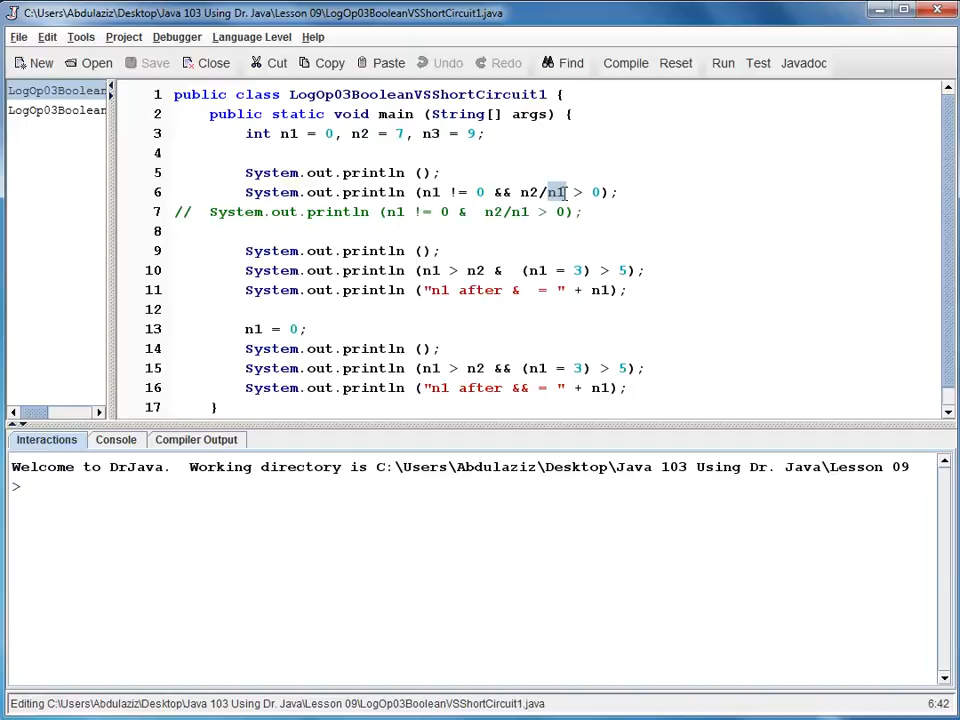 C:\Users\Abdulaziz\Desktop\Java 103 Using Dr. Java\Lesson 09\LogOp03BooleanVSShortCircuit1.java
File Edit Tools Project Debugger Language Level Help
New Open Save Close Cut Copy Paste Undo Redo Find Compile Reset Run Test Javadoc
LogOp03Boolean
LogOp03Boolean
1 public class LogOp03BooleanVSShortCircuit1 {
2 public static void main (String[] args) {
3 int n1 = 0, n2 = 7, n3 = 9;
4
5 System.out.println ();
6 System.out.println (n1 != 0 && n2/n1 > 0);
7 // System.out.println (n1 != 0 & n2/n1 > 0);
8
9 System.out.println ();
10 System.out.println (n1 > n2 & (n1 = 3) > 5);
11 System.out.println ("n1 after & = " + n1);
12
13 n1 = 0;
14 System.out.println ();
15 System.out.println (n1 > n2 && (n1 = 3) > 5);
16 System.out.println ("n1 after && = " + n1);
17 }
Interactions Console Compiler Output
Welcome to DrJava. Working directory is C:\Users\Abdulaziz\Desktop\Java 103 Using Dr. Java\Lesson 09
>
Editing C:\Users\Abdulaziz\Desktop\Java 103 Using Dr. Java\Lesson 09\LogOp03BooleanVSShortCircuit1.java 6:42